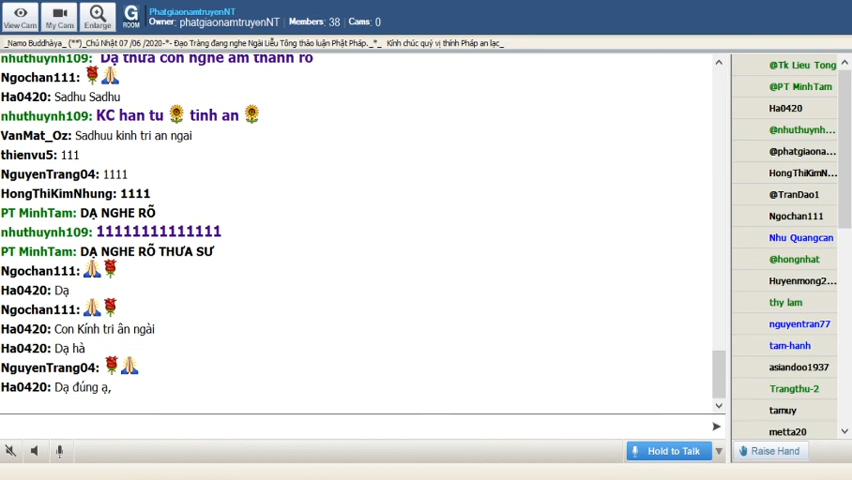 View Cam
My Cam
Enlarge
G
ROOM
PhatgiaonamtruyenNT
Owner: phatgiaonamtruyenNT | Members: 38 | Cams: 0
_Namo Buddhàya_ (**)_Chủ Nhật 07 /06 /2020-*- Đạo Tràng đang nghe Ngài Liễu Tông thảo luận Phật Pháp._*_ Kính chúc quý vị thính Pháp an lạc_
nhuthuynh109: Dạ thưa con nghe âm thanh rõ
Ngochan111:
Ha0420: Sadhu Sadhu
nhuthuynh109: KC han tu tinh an
VanMat_Oz: Sadhuu kinh tri an ngai
thienvu5: 111
NguyenTrang04: 1111
HongThiKimNhung: 1111
PT MinhTam: DẠ NGHE RÕ
nhuthuynh109: 11111111111111
PT MinhTam: DẠ NGHE RÕ THƯA SƯ
Ngochan111:
Ha0420: Dạ
Ngochan111:
Ha0420: Con Kính tri ân ngài
Ha0420: Dạ hà
NguyenTrang04:
Ha0420: Dạ đúng ạ,
@Tk Lieu Tong
@PT MinhTam
Ha0420
@nhuthuynh...
@phatgiaona...
HongThiKimN...
@TranDao1
Ngochan111
Nhu Quangcan
@hongnhat
Huyenmong2...
thy lam
nguyentran77
tam-hanh
asiandoo1937
Trangthu-2
tamuy
metta20
Hold to Talk
Raise Hand